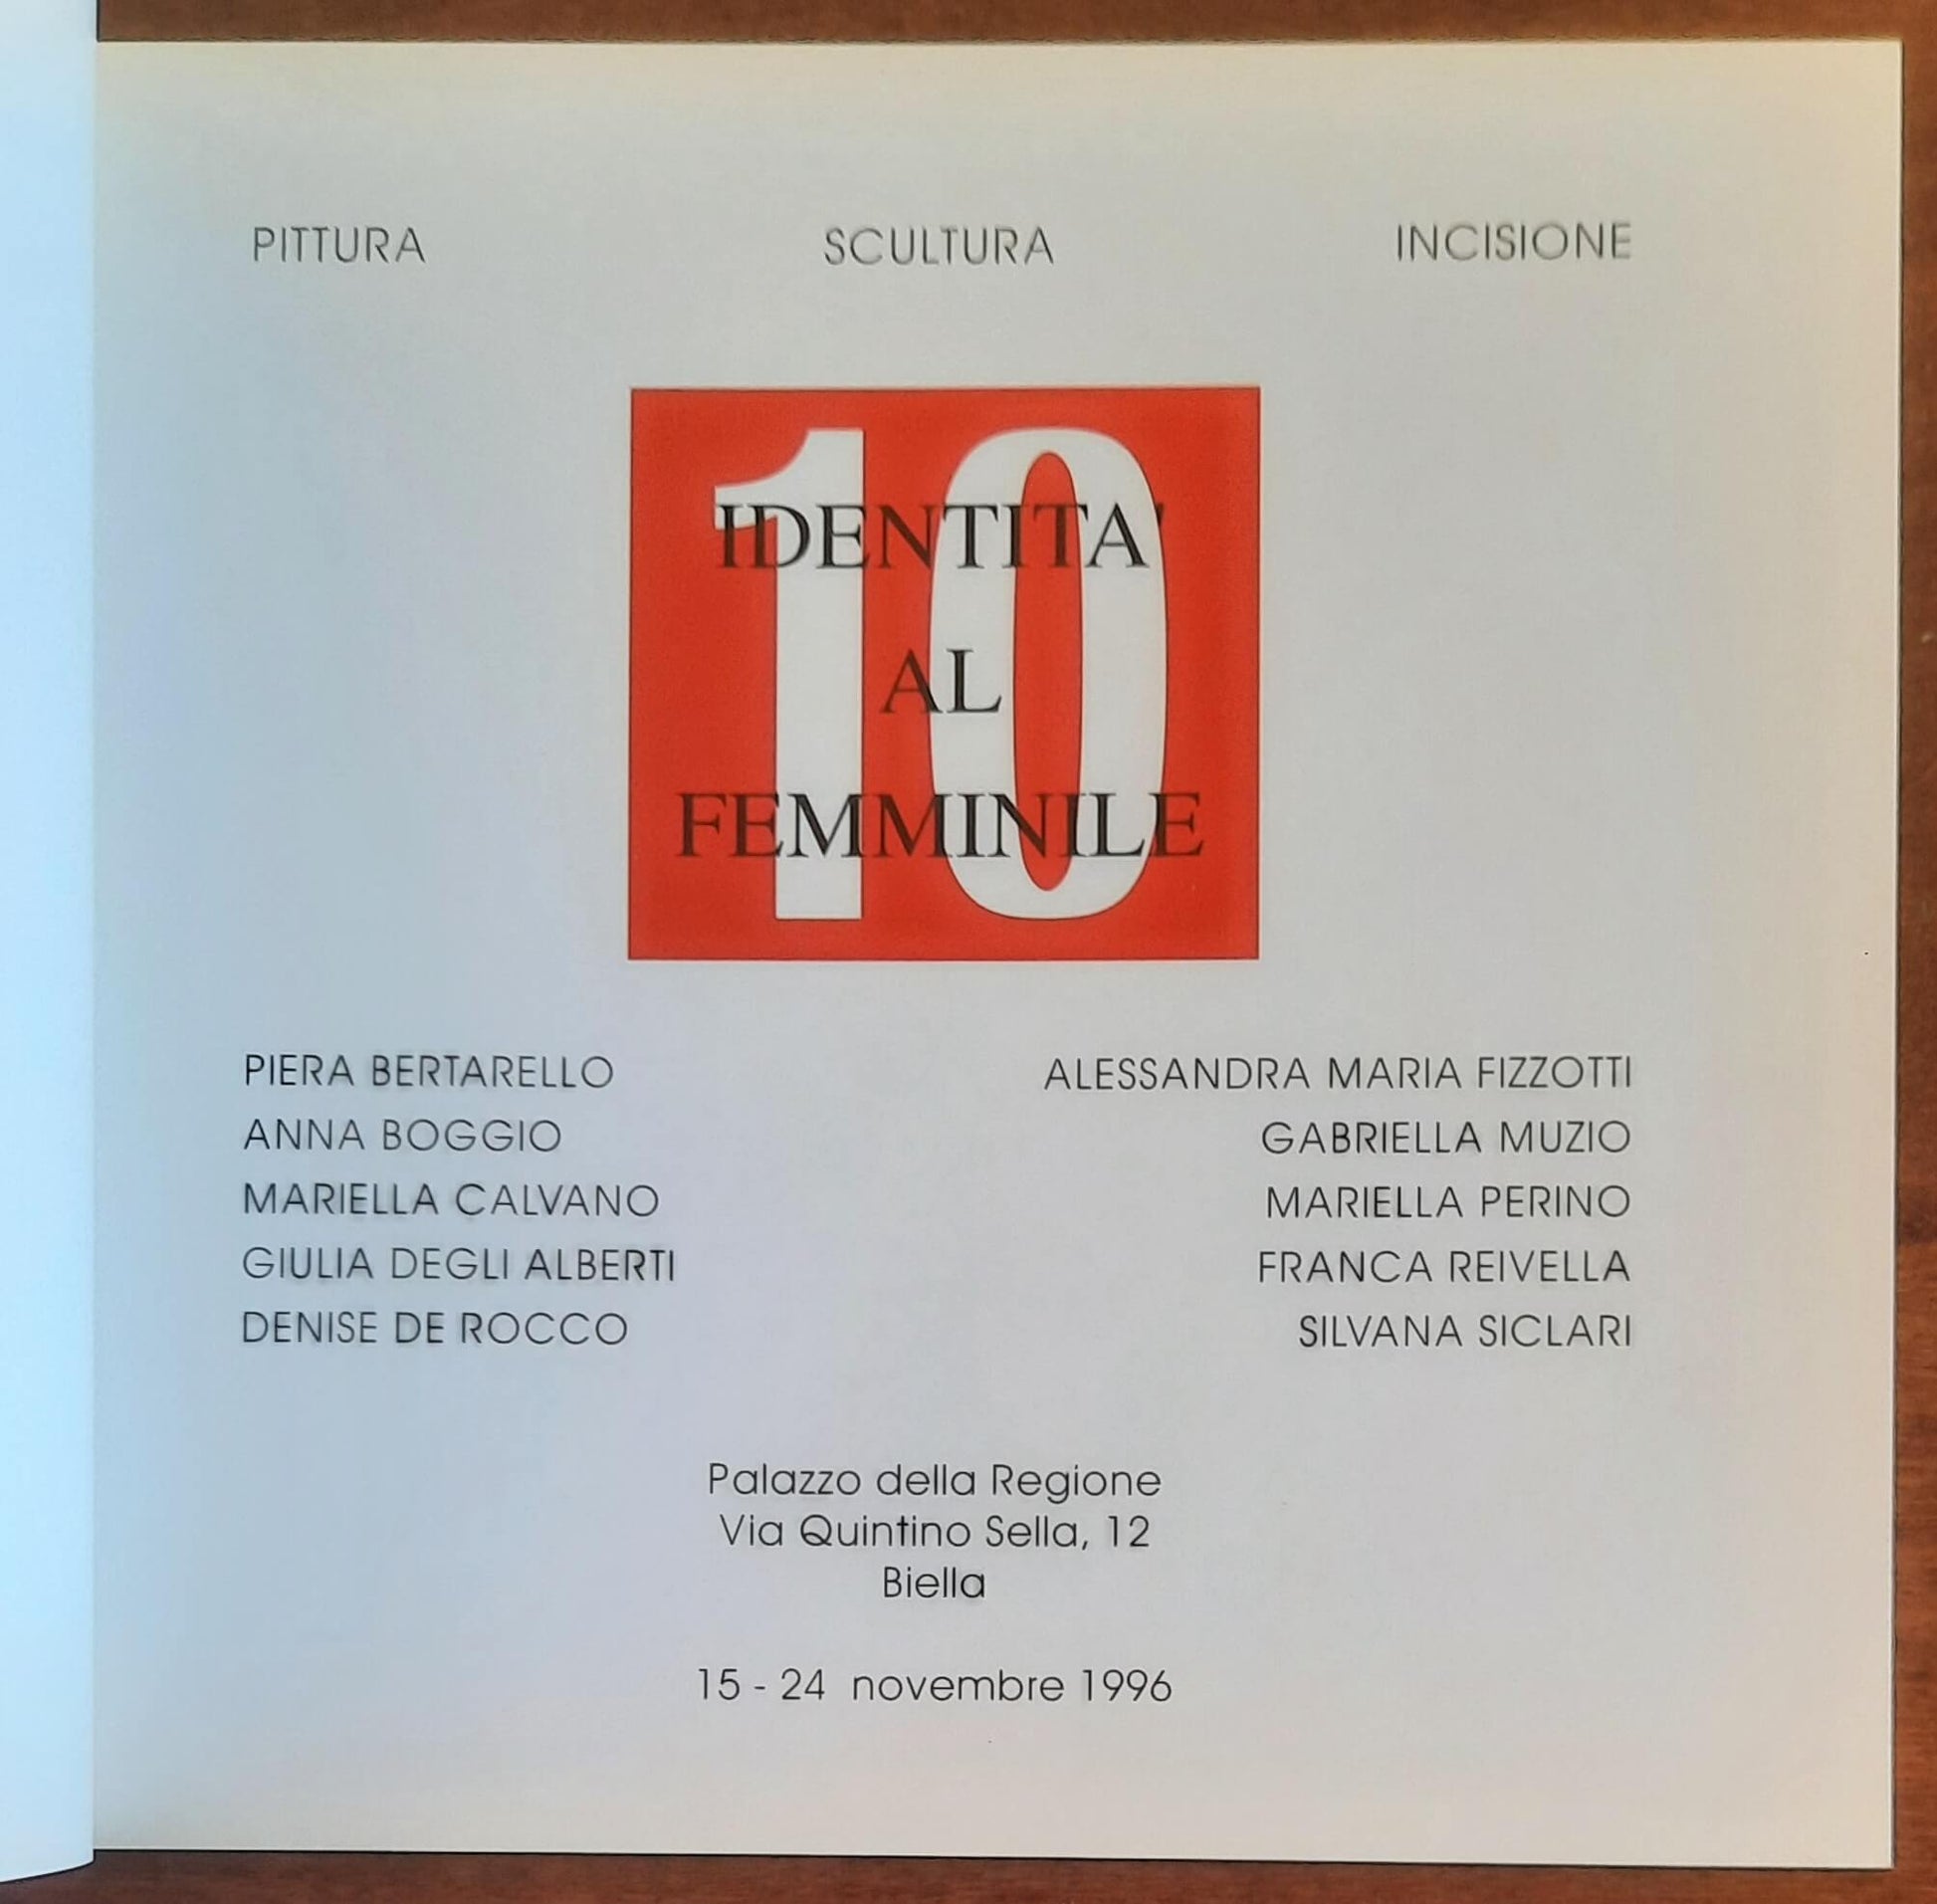 PITTURA SCULTURA INCISIONE
10
IDENTITA'
AL
FEMMINILE
PIERA BERTARELLO
ANNA BOGGIO
MARIELLA CALVANO
GIULIA DEGLI ALBERTI
DENISE DE ROCCO
ALESSANDRA MARIA FIZZOTTI
GABRIELLA MUZIO
MARIELLA PERINO
FRANCA REIVELLA
SILVANA SICLARI
Palazzo della Regione
Via Quintino Sella, 12
Biella
15 - 24 novembre 1996